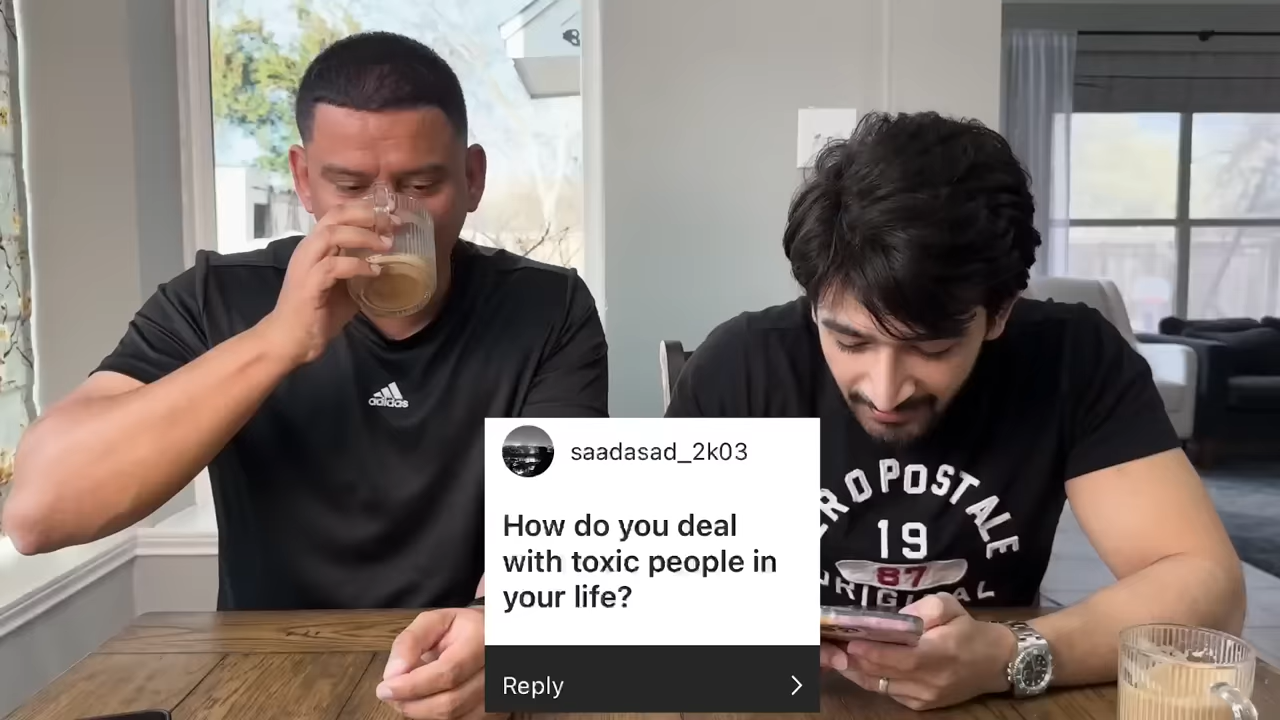 adidas
saadasad_2k03
How do you deal
with toxic people in
your life?
Reply
ROPOSTALE
19
87
RIGINAL